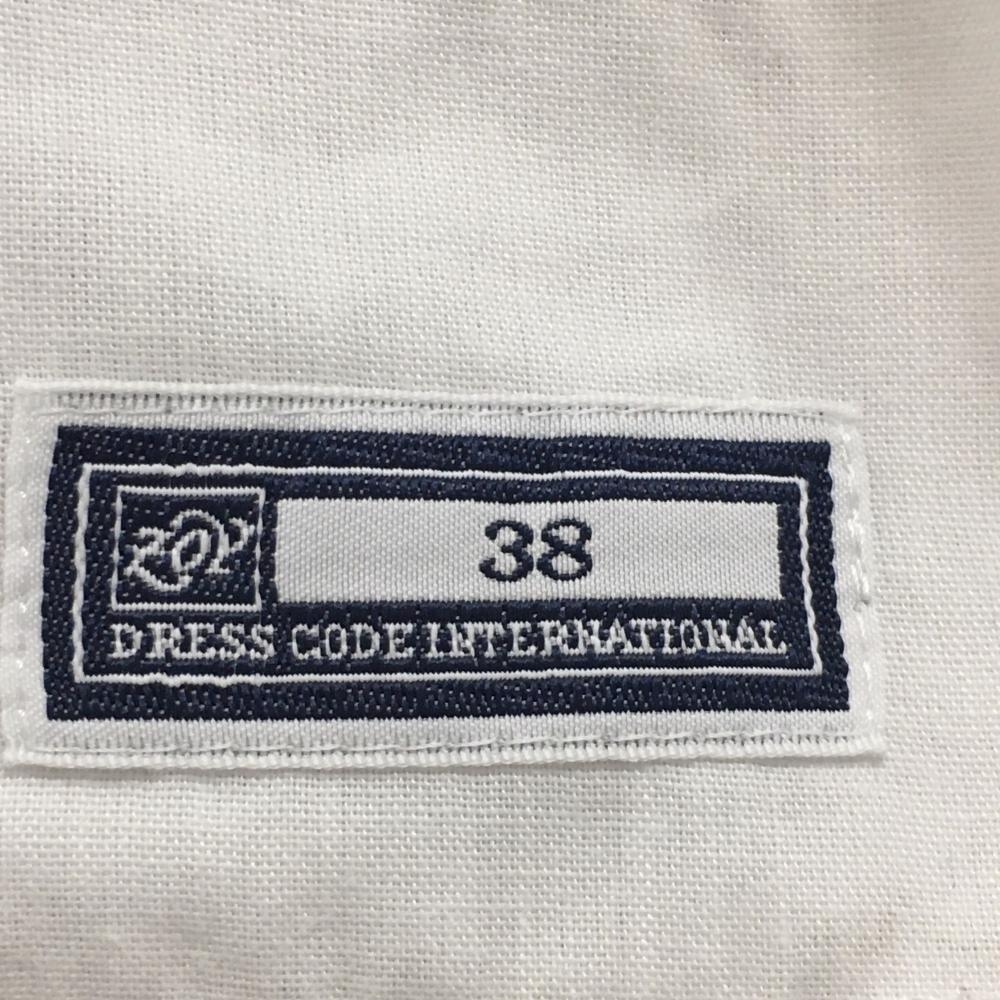 38
DRESS CODE INTERNATIONAL